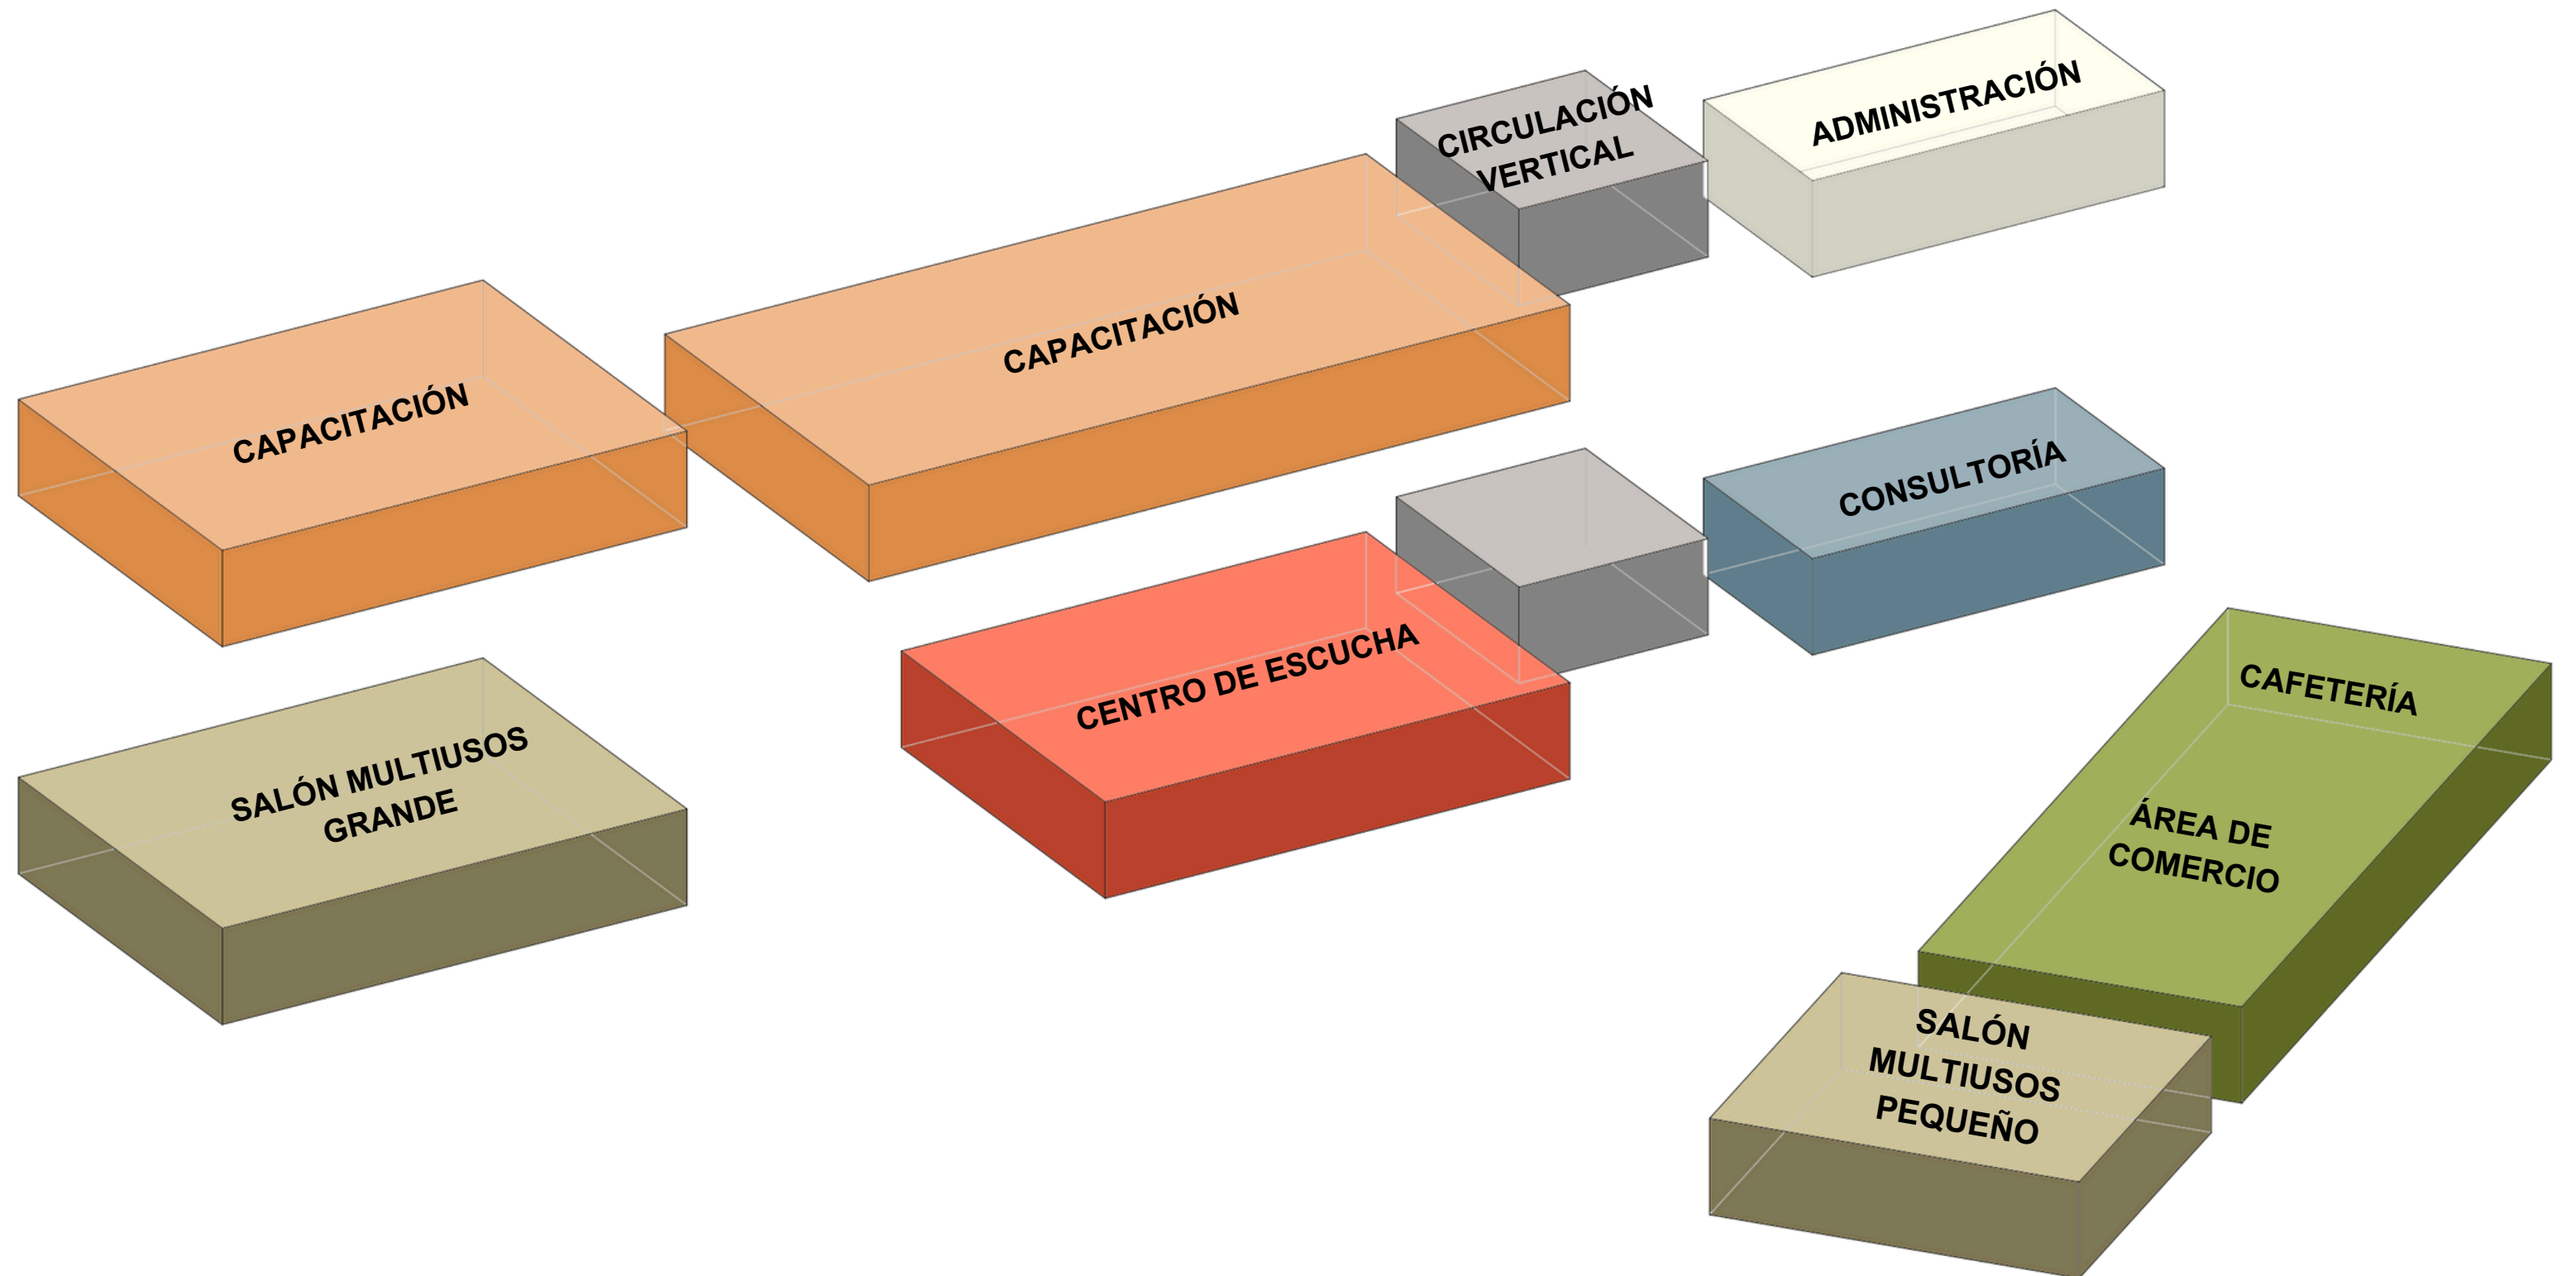 CIRCULACIÓN
VERTICAL
ADMINISTRACIÓN
CAPACITACIÓN
CAPACITACIÓN
CONSULTORÍA
CENTRO DE ESCUCHA
SALÓN MULTIUSOS
GRANDE
CAFETERÍA
ÁREA DE
COMERCIO
SALÓN
MULTIUSOS
PEQUEÑO